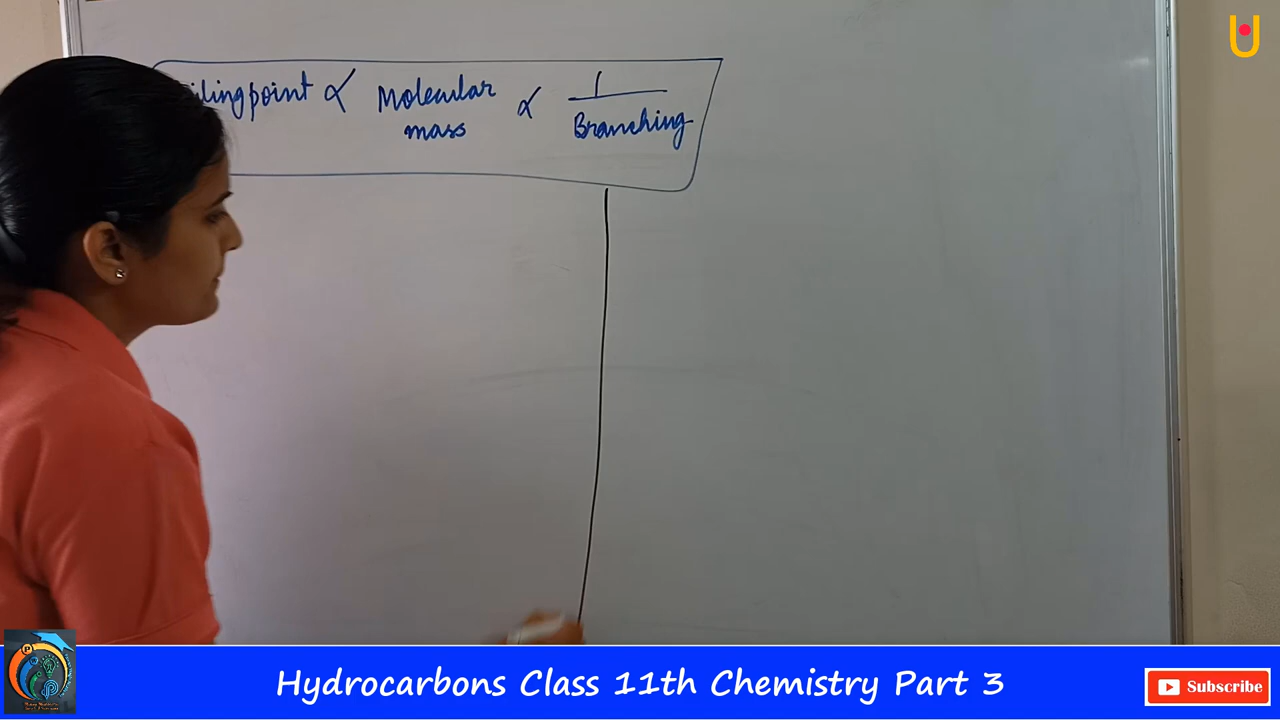 ilingpoint ∝ Molecular mass ∝ 1/Branching
Hydrocarbons Class 11th Chemistry Part 3
Subscribe